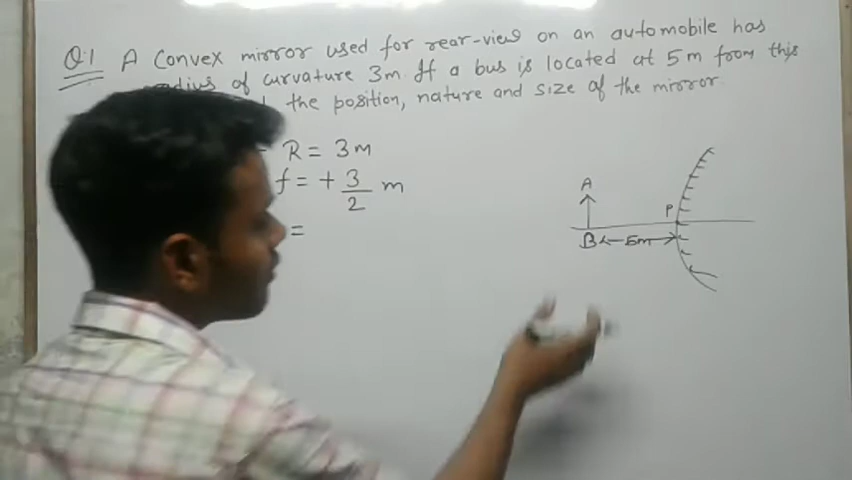 Q.1 A Convex mirror used for rear-view on an automobile has
radius of curvature 3m. If a bus is located at 5m from this
the position, nature and size of the mirror.
R = 3m
f = + 3/2 m
=
A
P
B ←5m→